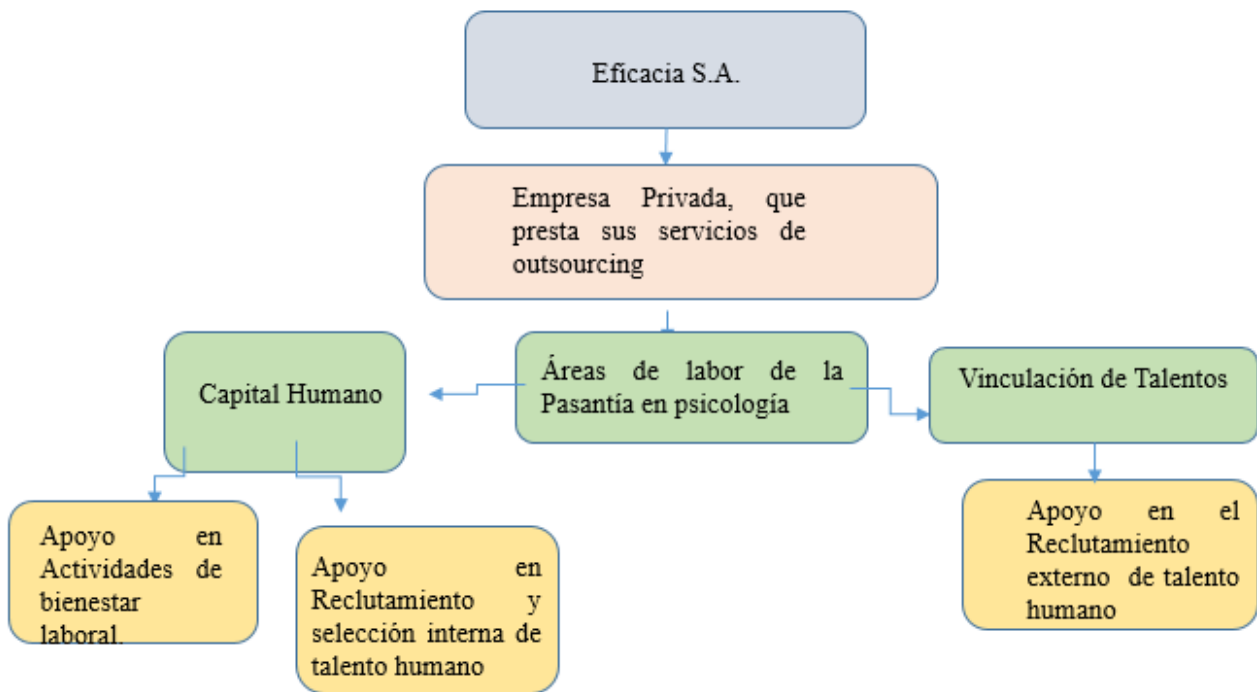 Eficacia S.A.
Empresa Privada, que
presta sus servicios de
outsourcing
Capital Humano
Áreas de labor de la
Pasantía en psicología
Vinculación de Talentos
Apoyo en
Actividades de
bienestar
laboral.
Apoyo en
Reclutamiento y
selección interna de
talento humano
Apoyo en el
Reclutamiento
externo de talento
humano